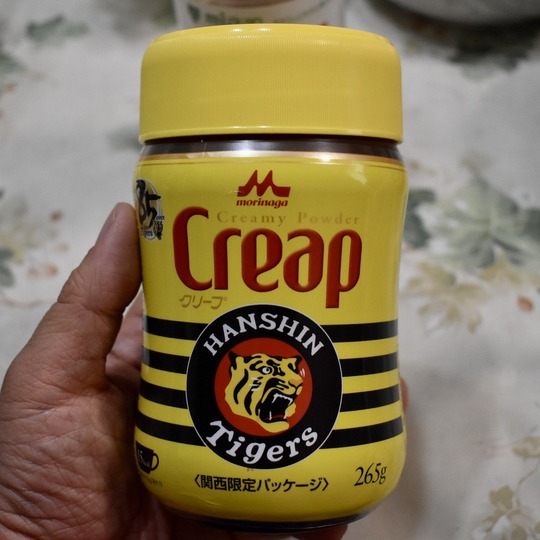 morinaga
Creamy Powder
Creap
クリープ®
HANSHIN
Tigers
〈関西限定パッケージ〉
265g
85